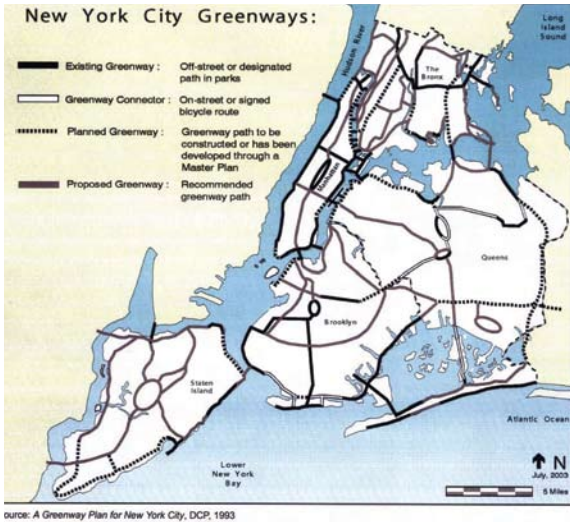 New York City Greenways:
Existing Greenway : Off-street or designated
path in parks
Greenway Connector : On-street or signed
bicycle route
Planned Greenway : Greenway path to be
constructed or has been
developed through a
Master Plan
Proposed Greenway : Recommended
greenway path
Hudson River
Long
Island
Sound
The
Bronx
Manhattan
Queens
Brooklyn
Staten
Island
Atlantic Ocean
Lower
New York
Bay
N
July, 2003
5 Miles
ource: A Greenway Plan for New York City, DCP, 1993